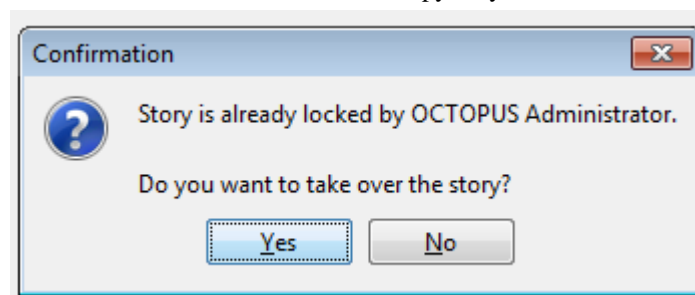 Confirmation
Story is already locked by OCTOPUS Administrator.
Do you want to take over the story?
Yes
No